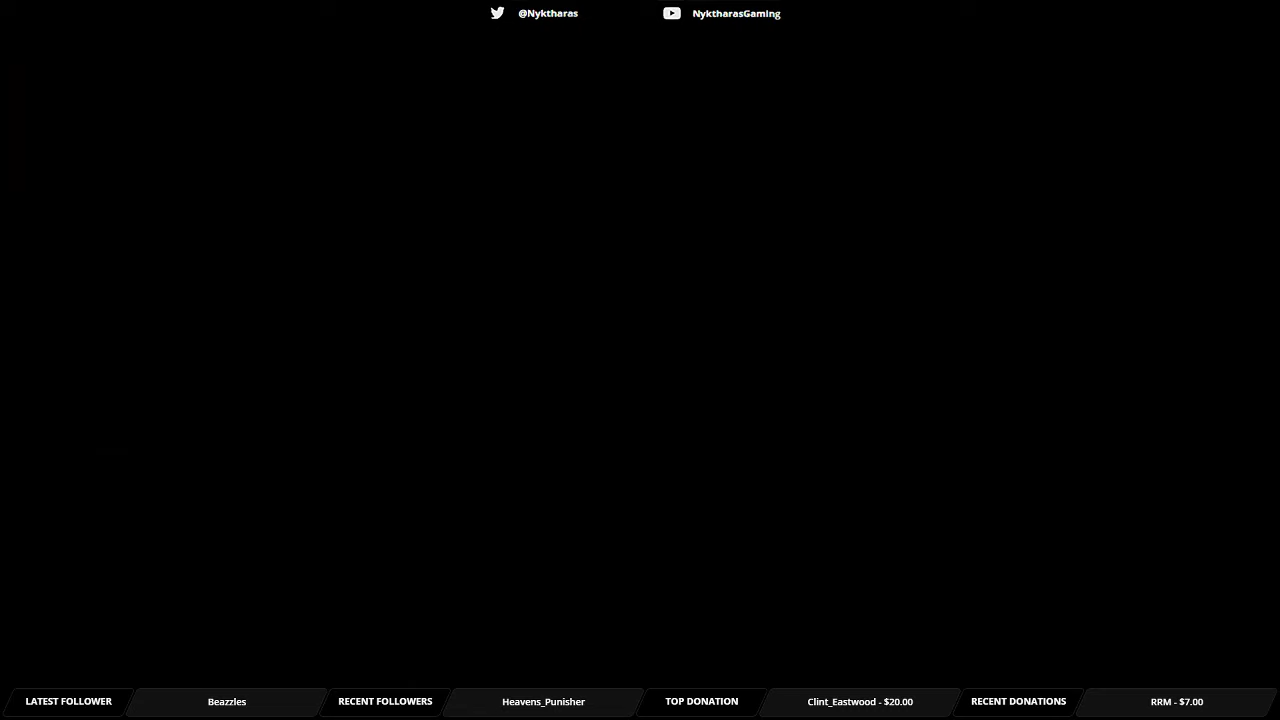 @Nyktharas NyktharasGaming
LATEST FOLLOWER Beazzles RECENT FOLLOWERS Heavens_Punisher TOP DONATION Clint_Eastwood - $20.00 RECENT DONATIONS RRM - $7.00